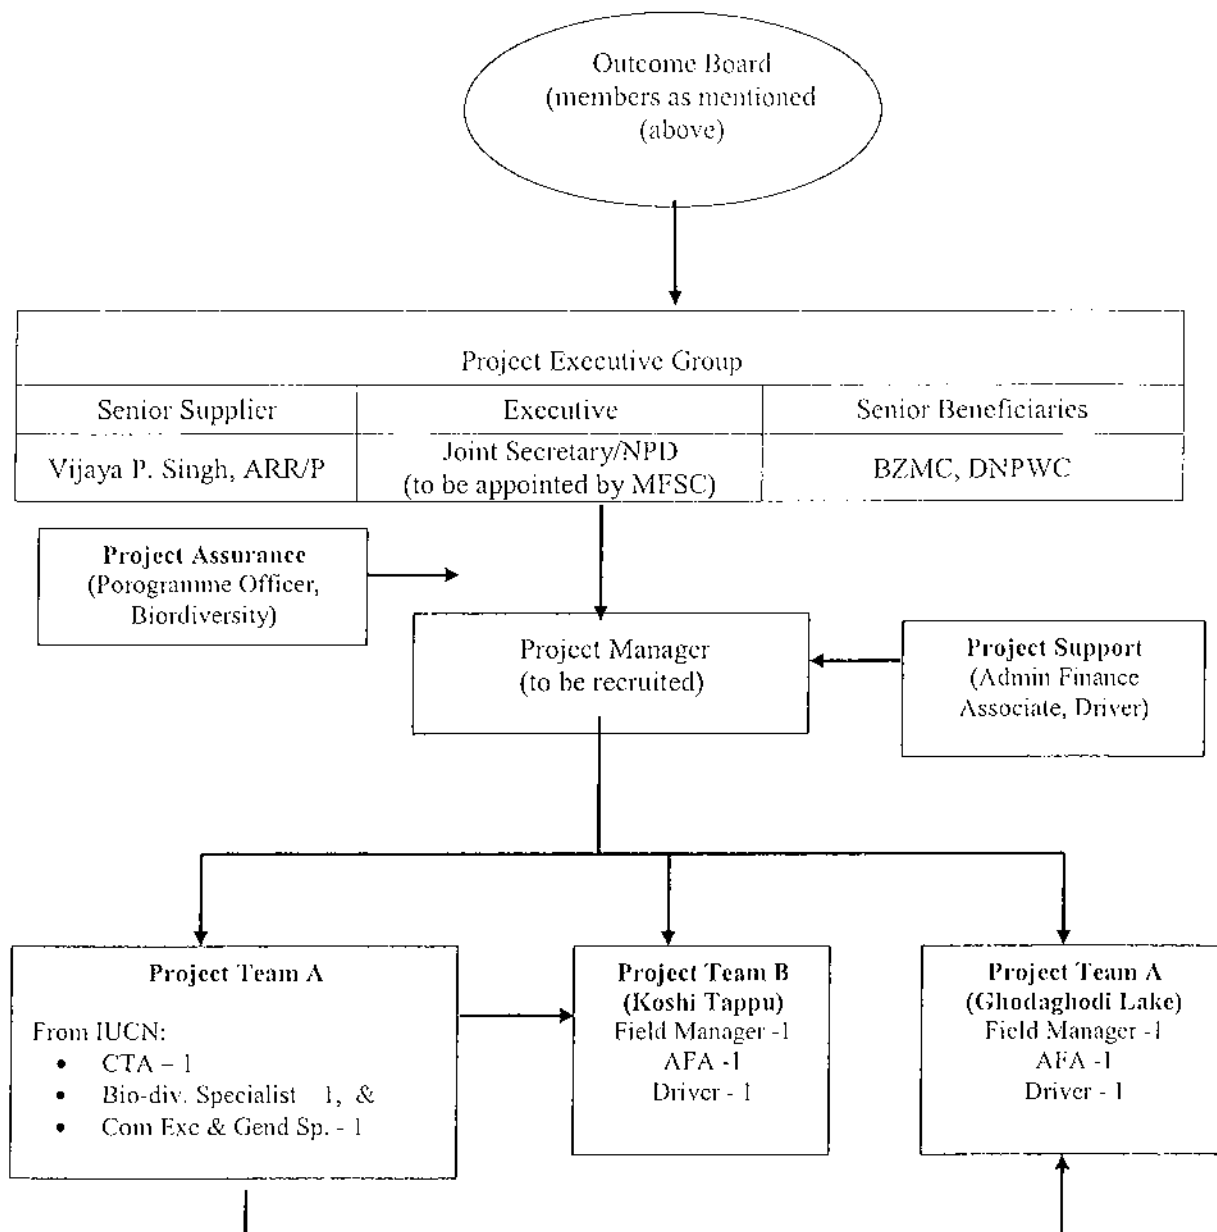 Outcome Board
(members as mentioned
(above)
Project Executive Group
Senior Supplier
Executive
Senior Beneficiaries
Vijaya P. Singh, ARR/P
Joint Secretary/NPD
(to be appointed by MFSC)
BZMC, DNPWC
Project Assurance
(Porogramme Officer,
Biordiversity)
Project Manager
(to be recruited)
Project Support
(Admin Finance
Associate, Driver)
Project Team A
From IUCN:
• CTA – 1
• Bio-div. Specialist 1, &
• Com Exc & Gend Sp. - 1
Project Team B
(Koshi Tappu)
Field Manager -1
AFA -1
Driver - 1
Project Team A
(Ghodaghodi Lake)
Field Manager -1
AFA -1
Driver - 1